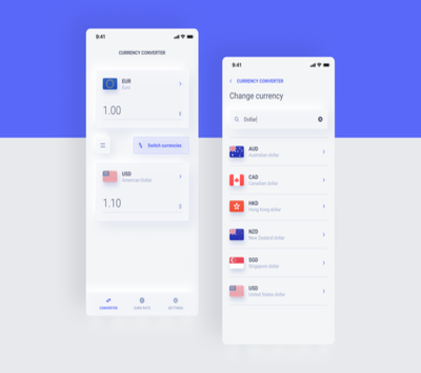 9:41
CURRENCY CONVERTER
EUR
Euro
1.00
€
Switch currencies
USD
American Dollar
1.10
$
CONVERTER
SETTINGS
9:41
CURRENCY CONVERTER
Change currency
Dollar
AUD
Australian dollar
CAD
Canadian dollar
HKD
Hong Kong dollar
NZD
New Zealand dollar
SGD
Singapore dollar
USD
United States dollar